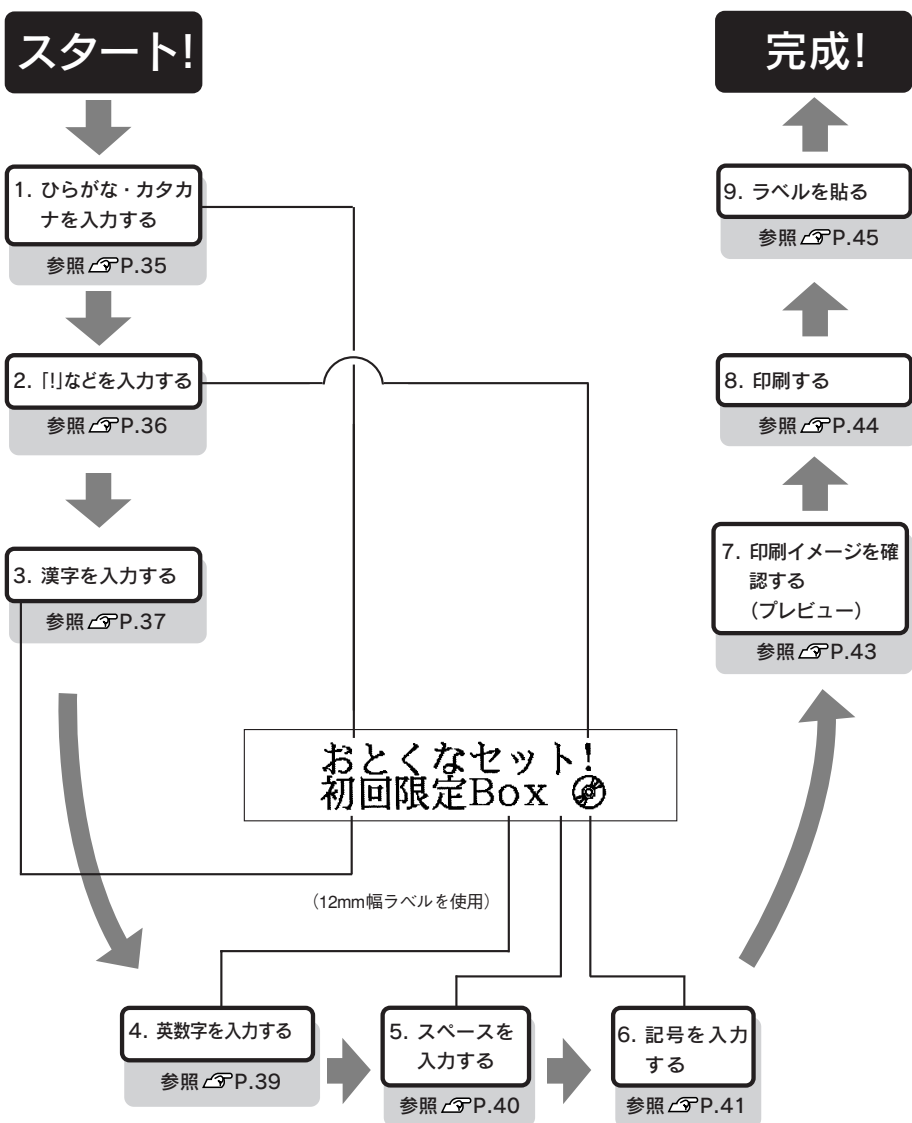 スタート!
1. ひらがな・カタカ
ナを入力する
参照 P.35
2. 「!」などを入力する
参照 P.36
3. 漢字を入力する
参照 P.37
おとくなセット!
初回限定Box
(12mm幅ラベルを使用)
4. 英数字を入力する
参照 P.39
5. スペースを
入力する
参照 P.40
6. 記号を入力
する
参照 P.41
7. 印刷イメージを確
認する
(プレビュー)
参照 P.43
8. 印刷する
参照 P.44
9. ラベルを貼る
参照 P.45
完成!